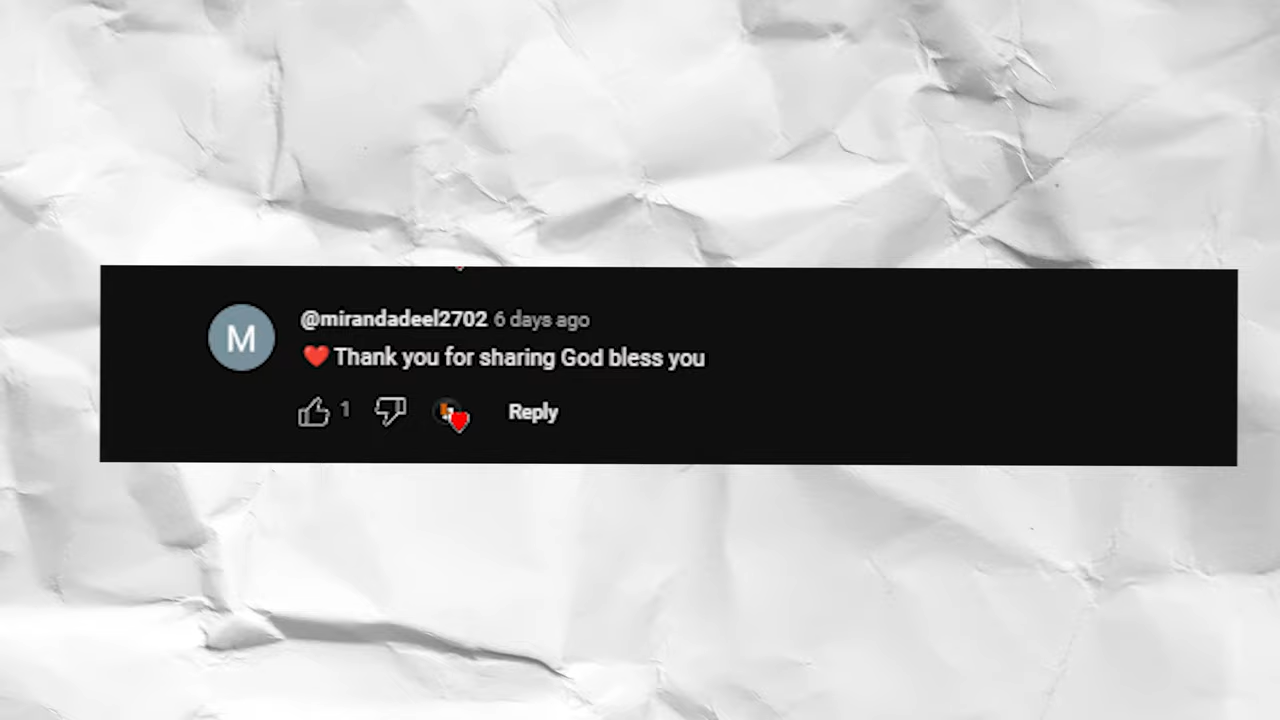 M
@mirandadeel2702 6 days ago
❤️ Thank you for sharing God bless you
1 Reply